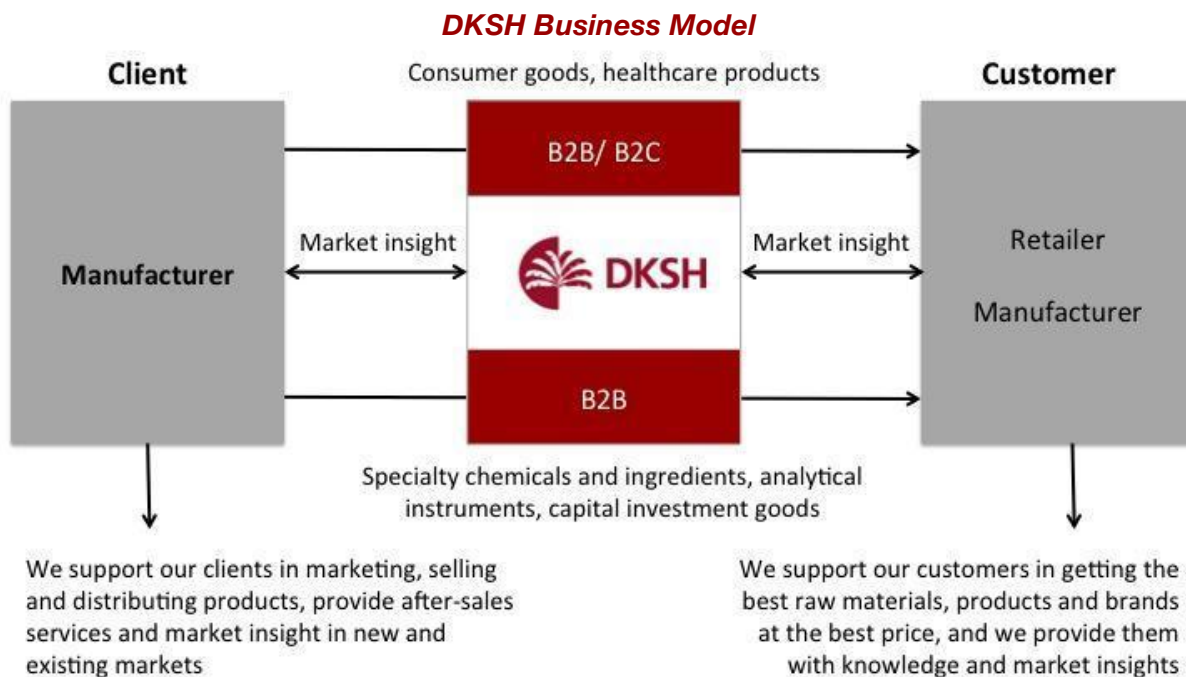 DKSH Business Model
Client
Consumer goods, healthcare products
Customer
B2B/ B2C
Market insight
Market insight
Manufacturer
DKSH
Retailer
Manufacturer
B2B
Specialty chemicals and ingredients, analytical
instruments, capital investment goods
We support our clients in marketing, selling
and distributing products, provide after-sales
services and market insight in new and
existing markets
We support our customers in getting the
best raw materials, products and brands
at the best price, and we provide them
with knowledge and market insights